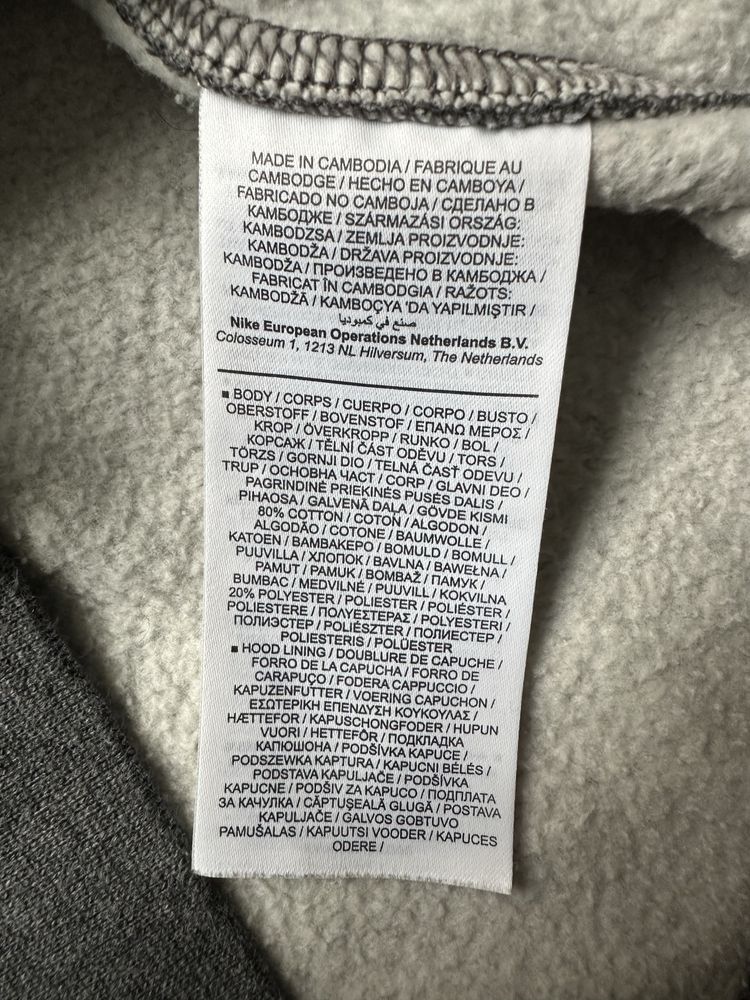 MADE IN CAMBODIA / FABRIQUE AU
CAMBODGE / HECHO EN CAMBOYA /
FABRICADO NO CAMBOJA / СДЕЛАНО В
КАМБОДЖЕ / SZÁRMAZÁSI ORSZÁG:
KAMBODZSA / ZEMLJA PROIZVODNJE:
KAMBODŽA / DRŽAVA PROIZVODNJE:
KAMBODŽA / ПРОИЗВЕДЕНО В КАМБОДЖА /
FABRICAT ÎN CAMBODGIA / RAŽOTS:
KAMBODŽĀ / KAMBOÇYA 'DA YAPILMIŞTIR /
صنع في كمبوديا
Nike European Operations Netherlands B.V.
Colosseum 1, 1213 NL Hilversum, The Netherlands
■ BODY / CORPS / CUERPO / CORPO / BUSTO /
OBERSTOFF / BOVENSTOF / ΕΠΑΝΩ ΜΕΡΟΣ /
KROP / ÖVERKROPP / RUNKO / BOL /
КОРСАЖ / TĚLNÍ ČÁST ODĚVU / TORS /
TÖRZS / GORNJI DIO / TELNÁ ČASŤ ODEVU /
TRUP / ОСНОВНА ЧАСТ / CORP / GLAVNI DEO /
PAGRINDINĖ PRIEKINĖS PUSĖS DALIS /
PIHAOSA / GALVENĀ DAĻA / GÖVDE KISMI
80% COTTON / COTON / ALGODON /
ALGODÃO / COTONE / BAUMWOLLE /
KATOEN / ΒΑΜΒΑΚΕΡΟ / BOMULD / BOMULL /
PUUVILLA / ХЛОПОК / BAVLNA / BAWEŁNA /
PAMUT / PAMUK / BOMBAŽ / ПАМУК /
BUMBAC / MEDVILNĖ / PUUVILL / KOKVILNA
20% POLYESTER / POLIESTER / POLIÉSTER /
POLIESTERE / ΠΟΛΥΕΣΤΕΡΑΣ / POLYESTERI /
ПОЛИЭСТЕР / POLIÉSZTER / ПОЛИЕСТЕР /
POLIESTERIS / POLÜESTER
■ HOOD LINING / DOUBLURE DE CAPUCHE /
FORRO DE LA CAPUCHA / FORRO DE
CARAPUÇO / FODERA CAPPUCCIO /
KAPUZENFUTTER / VOERING CAPUCHON /
ΕΣΩΤΕΡΙΚΗ ΕΠΕΝΔΥΣΗ ΚΟΥΚΟΥΛΑΣ /
HÆTTEFOR / KAPUSCHONGFODER / HUPUN
VUORI / HETTEFÔR / ПОДКЛАДКА
КАПЮШОНА / PODŠÍVKA KAPUCE /
PODSZEWKA KAPTURA / KAPUCNI BÉLÉS /
PODSTAVA KAPULJAČE / PODŠÍVKA
KAPUCNE / PODŠIV ZA KAPUCO / ПОДПЛАТА
ЗА КАЧУЛКА / CĂPTUŞEALĂ GLUGĂ / POSTAVA
KAPULJAČE / GALVOS GOBTUVO
PAMUŠALAS / KAPUUTSI VOODER / KAPUCES
ODERE /